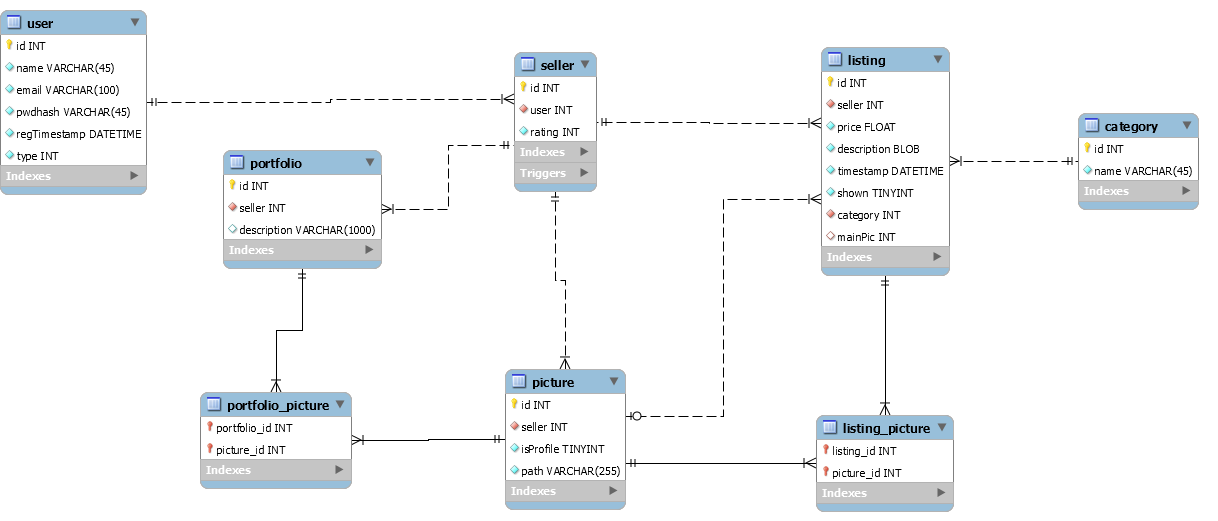 user
id INT
name VARCHAR(45)
email VARCHAR(100)
pwdhash VARCHAR(45)
regTimestamp DATETIME
type INT
Indexes
portfolio
id INT
seller INT
description VARCHAR(1000)
Indexes
seller
id INT
user INT
rating INT
Indexes
Triggers
listing
id INT
seller INT
price FLOAT
description BLOB
timestamp DATETIME
shown TINYINT
category INT
mainPic INT
Indexes
category
id INT
name VARCHAR(45)
Indexes
portfolio_picture
portfolio_id INT
picture_id INT
Indexes
picture
id INT
seller INT
isProfile TINYINT
path VARCHAR(255)
Indexes
listing_picture
listing_id INT
picture_id INT
Indexes